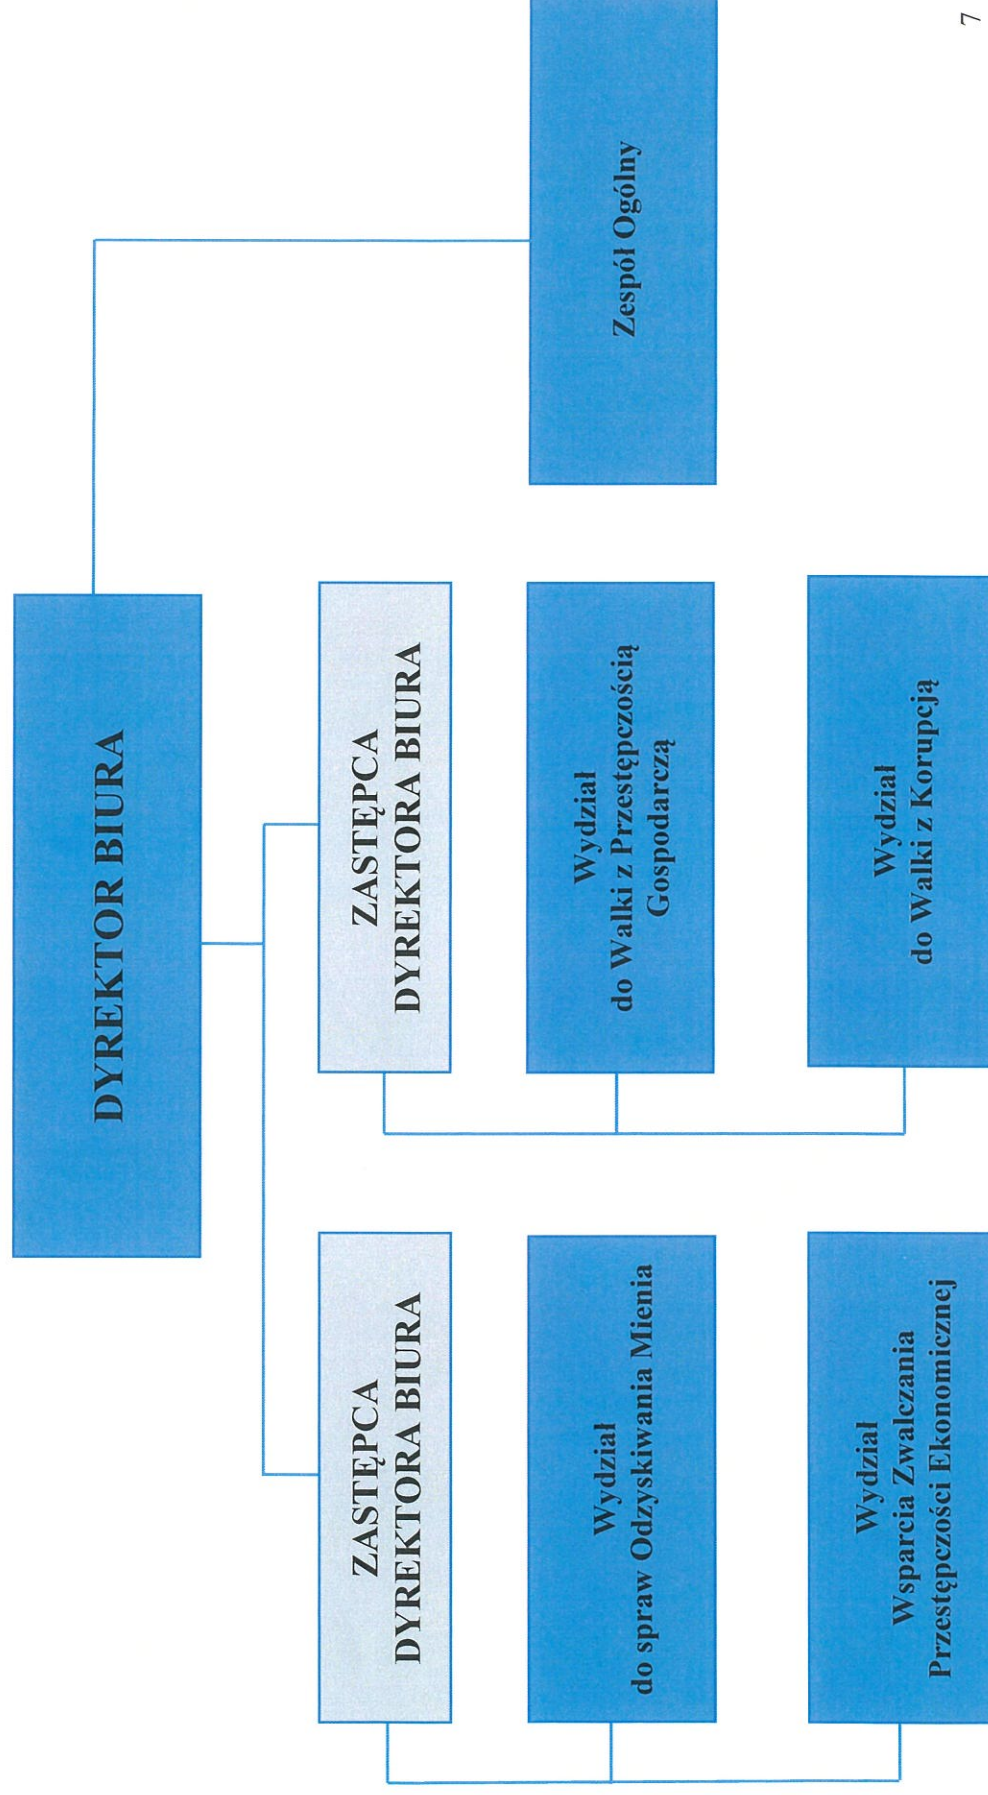 DYREKTOR BIURA
ZASTĘPCA
DYREKTORA BIURA
ZASTĘPCA
DYREKTORA BIURA
Wydział
do spraw Odzyskiwania Mienia
Wydział
do Walki z Przestępczością
Gospodarczą
Zespół Ogólny
Wydział
Wsparcia Zwalczania
Przestępczości Ekonomicznej
Wydział
do Walki z Korupcją
7